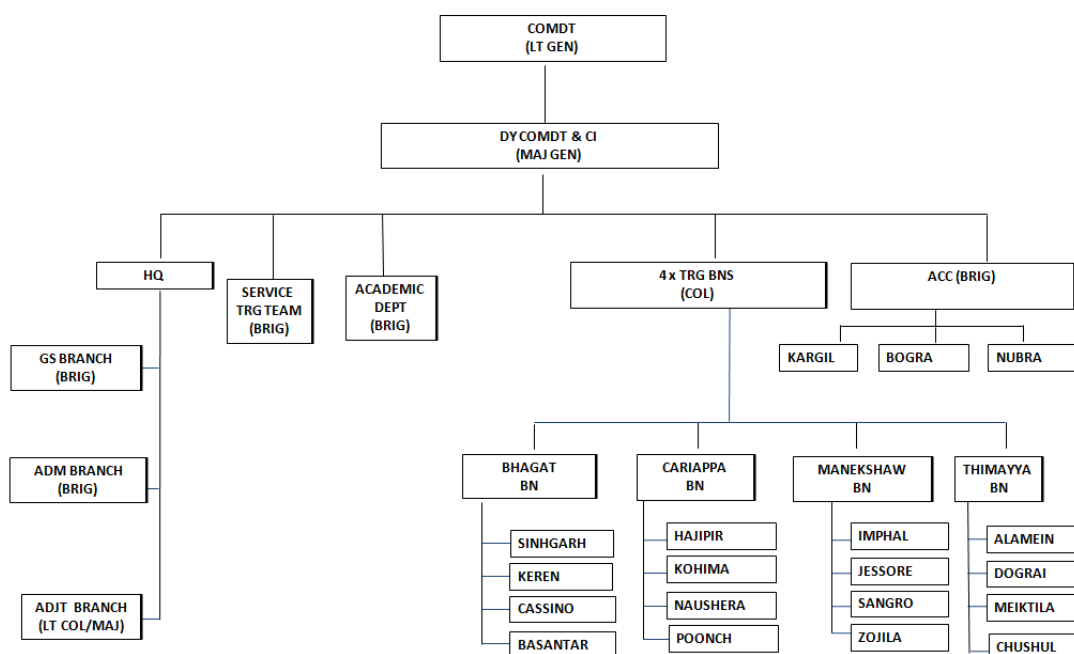 COMDT
(LT GEN)
DY COMDT & CI
(MAJ GEN)
HQ
SERVICE
TRG TEAM
(BRIG)
ACADEMIC
DEPT
(BRIG)
4 x TRG BNS
(COL)
ACC (BRIG)
KARGIL
BOGRA
NUBRA
GS BRANCH
(BRIG)
ADM BRANCH
(BRIG)
ADJT BRANCH
(LT COL/MAJ)
BHAGAT
BN
SINHGARH
KEREN
CASSINO
BASANTAR
CARIAPPA
BN
HAJIPIR
KOHIMA
NAUSHERA
POONCH
MANEKSHAW
BN
IMPHAL
JESSORE
SANGRO
ZOJILA
THIMAYYA
BN
ALAMEIN
DOGRAI
MEIKTILA
CHUSHUL